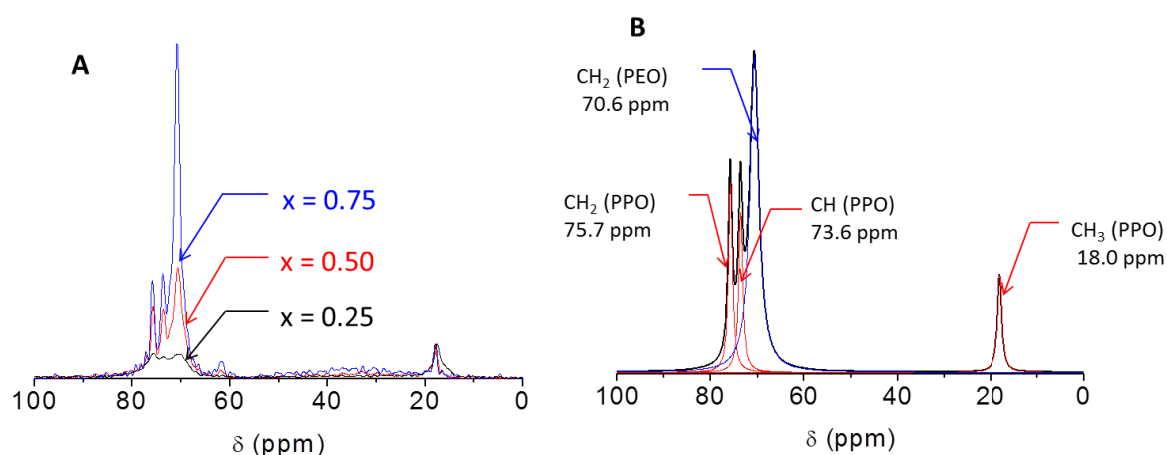 A
x = 0.75
x = 0.50
x = 0.25
100 80 60 40 20 0
δ (ppm)
B
CH₂ (PEO)
70.6 ppm
CH₂ (PPO)
75.7 ppm
CH (PPO)
73.6 ppm
CH₃ (PPO)
18.0 ppm
100 80 60 40 20 0
δ (ppm)